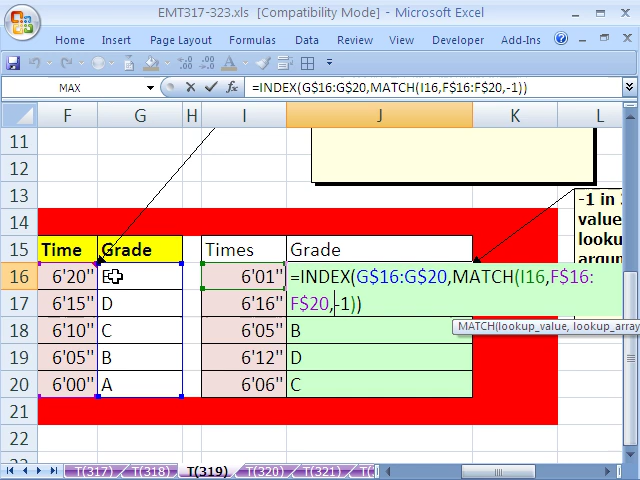 EMT317-323.xls [Compatibility Mode] - Microsoft Excel
Home Insert Page Layout Formulas Data Review View Developer Add-Ins
MAX fx =INDEX(G$16:G$20,MATCH(I16,F$16:F$20,-1))
F G H I J K L
11
12
13 -1 in
14 value
15 Time Grade Times Grade looku
16 6'20" E 6'01" =INDEX(G$16:G$20,MATCH(I16,F$16: argum
17 6'15" D 6'16" F$20,-1))
MATCH(lookup_value, lookup_array
18 6'10" C 6'05" B
19 6'05" B 6'12" D
20 6'00" A 6'06" C
21
22
T(317) T(318) T(319) T(320) T(321) T(